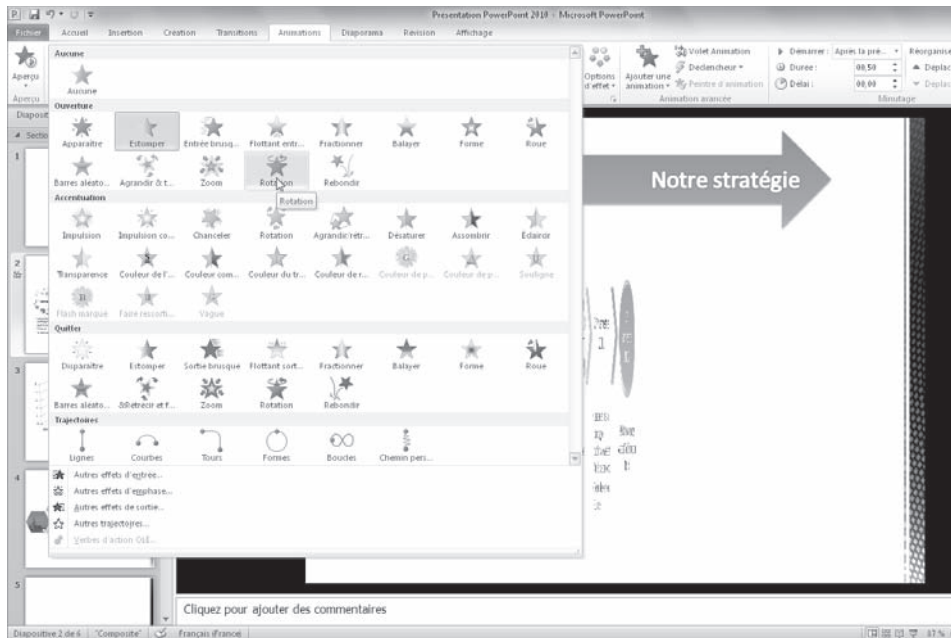 Présentation PowerPoint 2010 - Microsoft PowerPoint
Fichier Accueil Insertion Création Transitions Animations Diaporama Révision Affichage
Aperçu
Aperçu
Aucune
Aucune
Ouverture
Apparaître Estomper Entrée brusq... Flottant entr... Fractionner Balayer Forme Roue
Barres aléato... Agrandir & t... Zoom Rotation Rebondir
Rotation
Accentuation
Impulsion Impulsion co... Chanceler Rotation Agrandir/rétr... Désaturer Assombrir Éclaircir
Transparence Couleur de l'... Couleur com... Couleur du tr... Couleur de r... Couleur de p... Couleur de p... Souligné
Flash marqué Faire ressorti... Vague
Quitter
Disparaître Estomper Sortie brusque Flottant sort... Fractionner Balayer Forme Roue
Barres aléato... &Rétrécir et f... Zoom Rotation Rebondir
Trajectoires
Lignes Courbes Tours Formes Boucles Chemin pers...
Autres effets d'entrée...
Autres effets d'emphase...
Autres effets de sortie...
Autres trajectoires...
Verbes d'action OLE...
Options d'effet
Ajouter une animation
Volet Animation
Déclencheur
Peintre d'animation
Animation avancée
Démarrer : Après la pré...
Durée : 00,50
Délai : 00,00
Minutage
Réorganise
Déplac
Déplac
Diaposit
Sectio
1
2
3
4
5
Notre stratégie
Cliquez pour ajouter des commentaires
Diapositive 2 de 6 "Composite" Français (France)